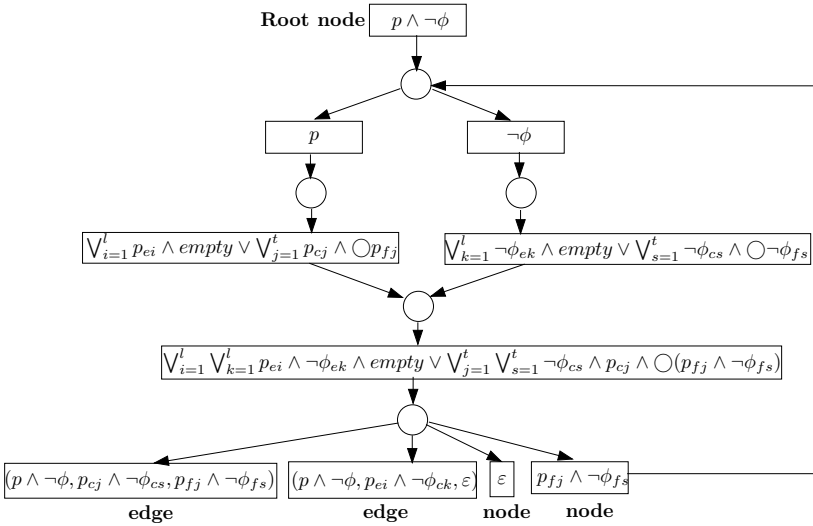 Root node p ∧ ¬ϕ
p ¬ϕ
⋁_{i=1}^{l} p_{ei} ∧ empty ∨ ⋁_{j=1}^{t} p_{cj} ∧ ◯p_{fj}
⋁_{k=1}^{l} ¬ϕ_{ek} ∧ empty ∨ ⋁_{s=1}^{t} ¬ϕ_{cs} ∧ ◯¬ϕ_{fs}
⋁_{i=1}^{l} ⋁_{k=1}^{l} p_{ei} ∧ ¬ϕ_{ek} ∧ empty ∨ ⋁_{j=1}^{t} ⋁_{s=1}^{t} ¬ϕ_{cs} ∧ p_{cj} ∧ ◯(p_{fj} ∧ ¬ϕ_{fs})
(p ∧ ¬ϕ, p_{cj} ∧ ¬ϕ_{cs}, p_{fj} ∧ ¬ϕ_{fs}) (p ∧ ¬ϕ, p_{ei} ∧ ¬ϕ_{ck}, ε) ε p_{fj} ∧ ¬ϕ_{fs}
edge edge node node